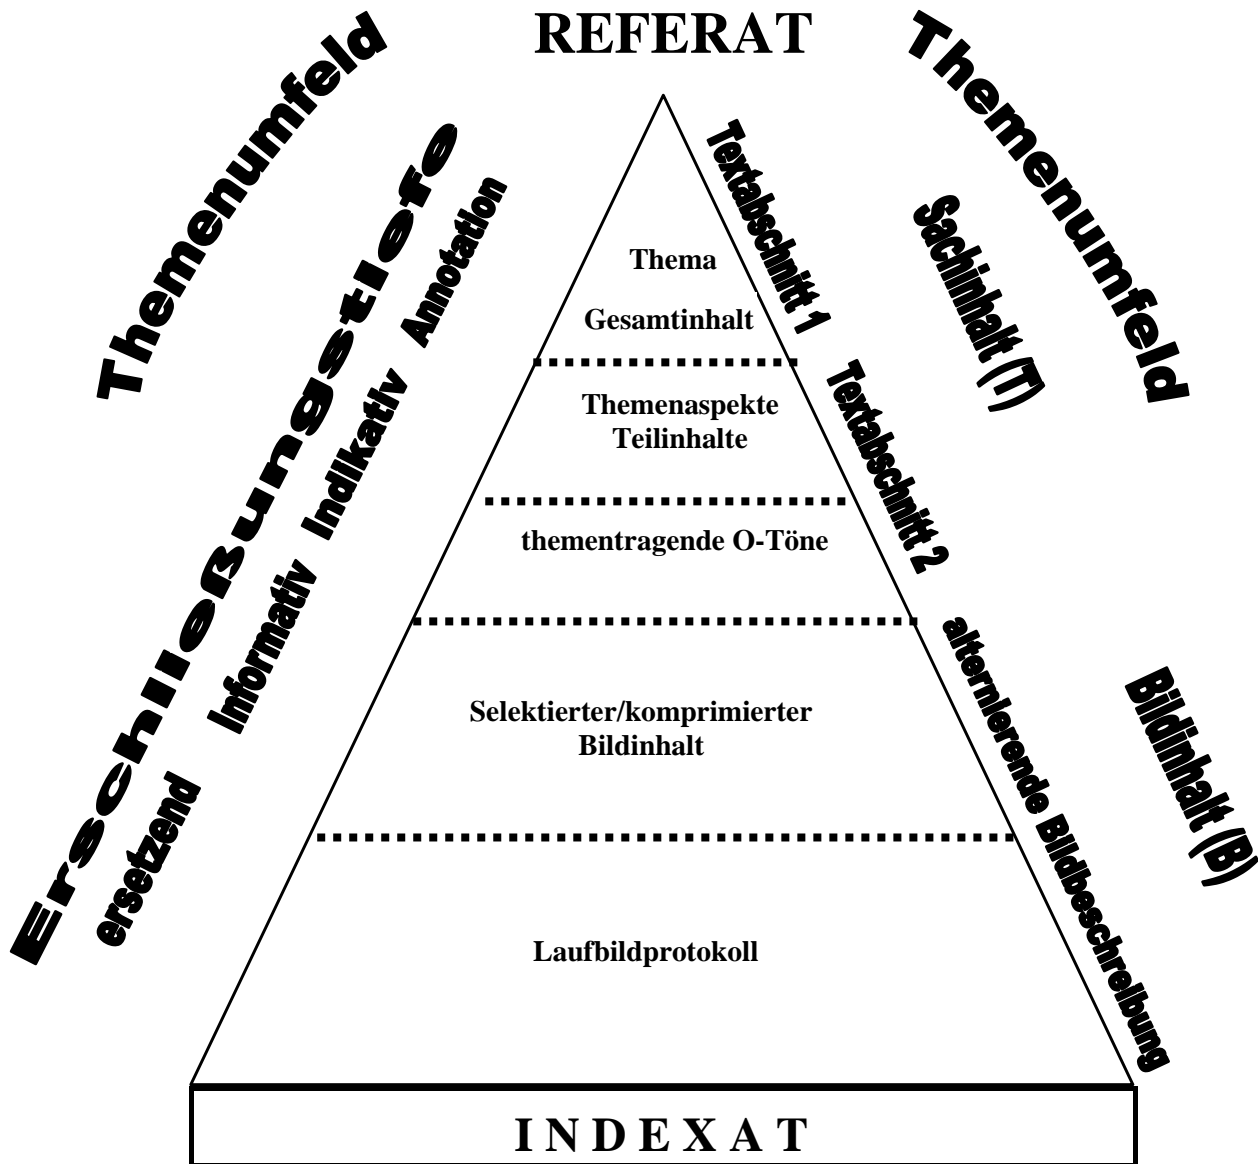 REFERAT
Themenumfeld
Themenumfeld
Erschließungstiefe
Annotation
Indikativ
Informativ
ersetzend
Thema
Gesamtinhalt
Themenaspekte
Teilinhalte
thementragende O-Töne
Selektierter/komprimierter
Bildinhalt
Laufbildprotokoll
Textabschnitt 1
Textabschnitt 2
alternierende Bildbeschreibung
Sachinhalt (T)
Bildinhalt (B)
INDEXAT